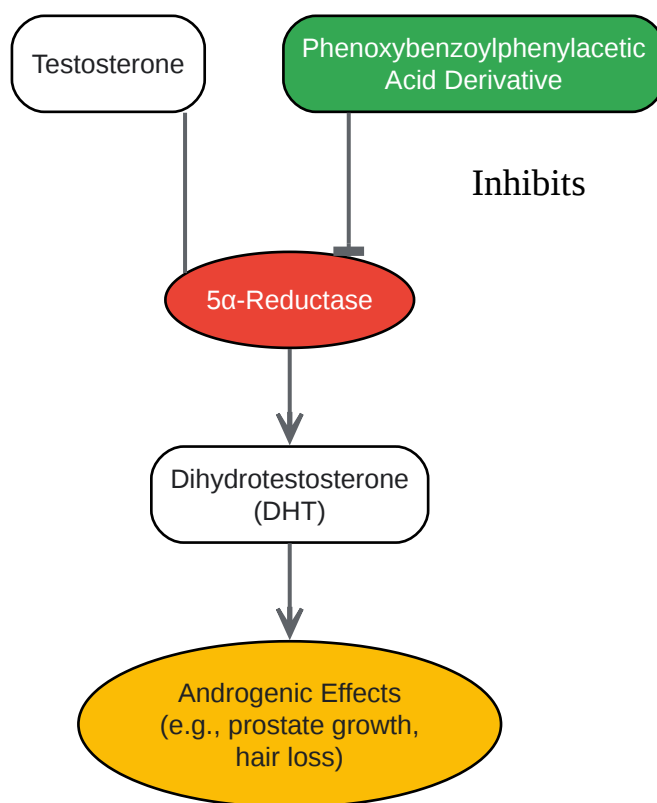 Testosterone
Phenoxybenzoylphenylacetic
Acid Derivative
Inhibits
5α-Reductase
Dihydrotestosterone
(DHT)
Androgenic Effects
(e.g., prostate growth,
hair loss)